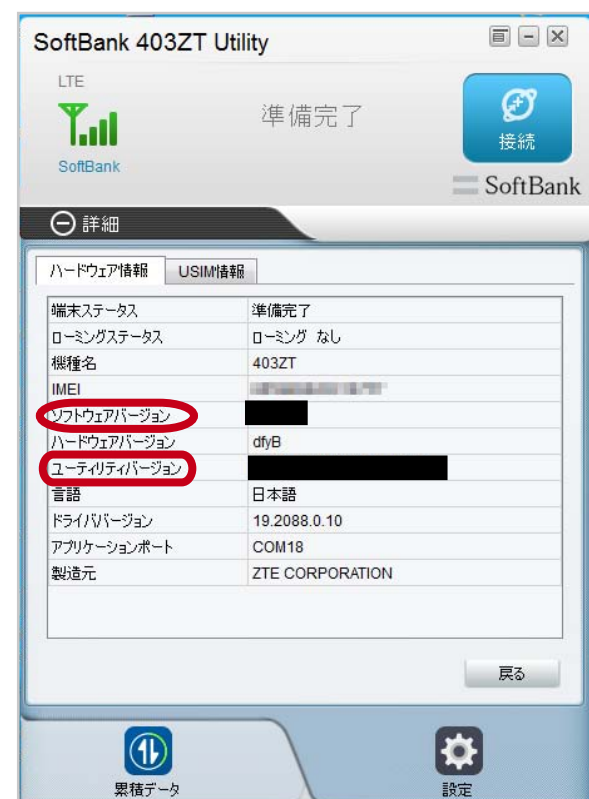 SoftBank 403ZT Utility
LTE
準備完了
接続
SoftBank
SoftBank
詳細
ハードウェア情報 USIM情報
端末ステータス 準備完了
ローミングステータス ローミング なし
機種名 403ZT
IMEI
ソフトウェアバージョン
ハードウェアバージョン dfyB
ユーティリティバージョン
言語 日本語
ドライババージョン 19.2088.0.10
アプリケーションポート COM18
製造元 ZTE CORPORATION
戻る
累積データ 設定